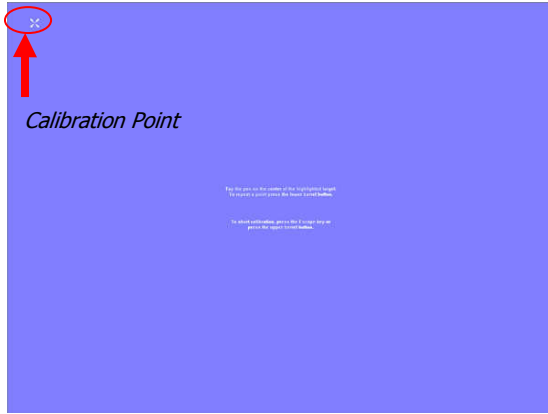 Calibration Point
Tap the pen on the center of the highlighted target.
To repeat a point press the lower barrel button.
To abort calibration, press the Escape key or
press the upper barrel button.